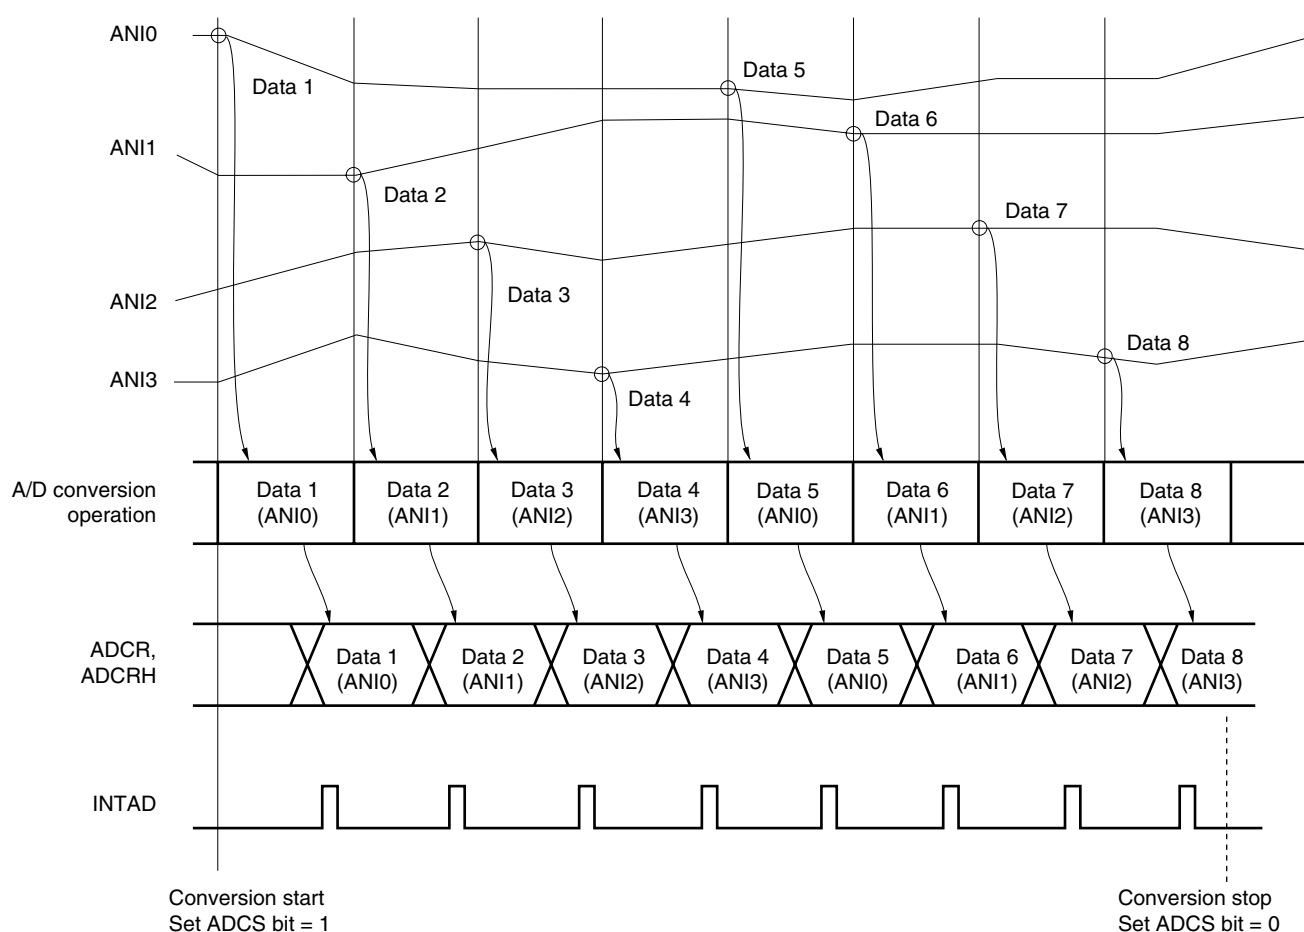 ANI0
Data 1
Data 5
Data 6
ANI1
Data 2
Data 7
ANI2
Data 3
Data 8
ANI3
Data 4
A/D conversion
operation
Data 1
(ANI0)
Data 2
(ANI1)
Data 3
(ANI2)
Data 4
(ANI3)
Data 5
(ANI0)
Data 6
(ANI1)
Data 7
(ANI2)
Data 8
(ANI3)
ADCR,
ADCRH
Data 1
(ANI0)
Data 2
(ANI1)
Data 3
(ANI2)
Data 4
(ANI3)
Data 5
(ANI0)
Data 6
(ANI1)
Data 7
(ANI2)
Data 8
(ANI3)
INTAD
Conversion start
Set ADCS bit = 1
Conversion stop
Set ADCS bit = 0